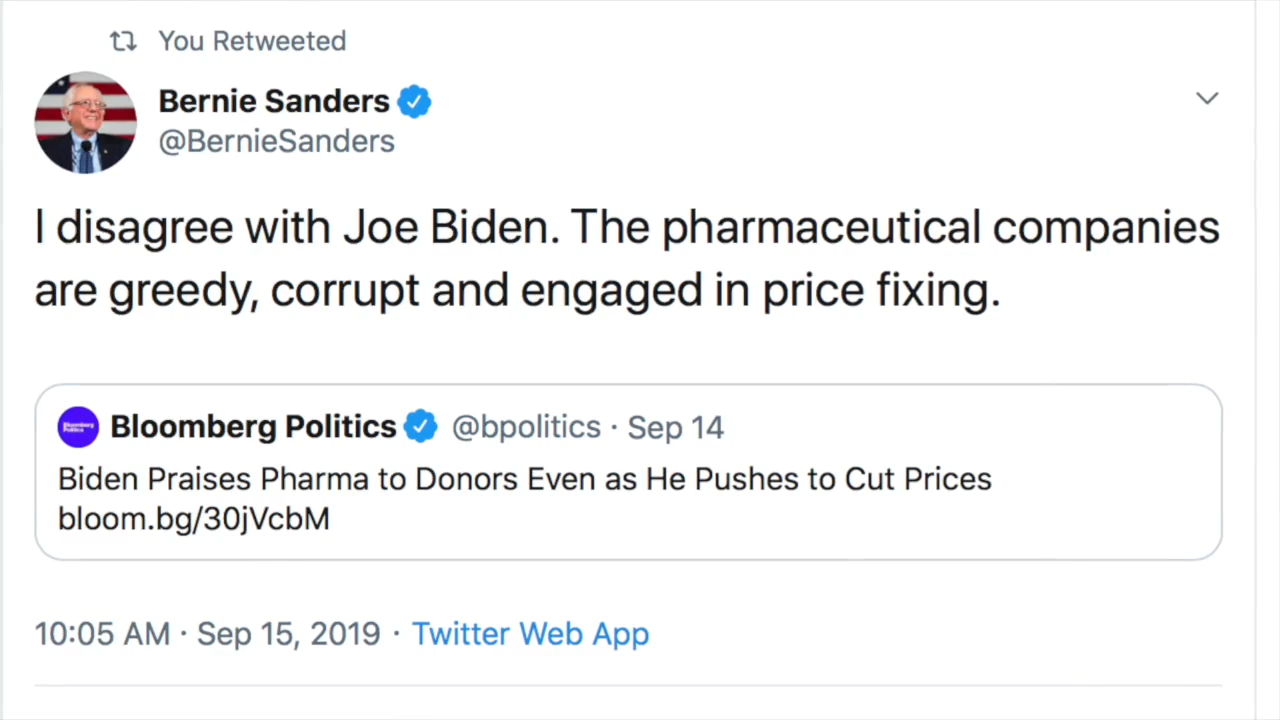 You Retweeted
Bernie Sanders
@BernieSanders
I disagree with Joe Biden. The pharmaceutical companies
are greedy, corrupt and engaged in price fixing.
Bloomberg Politics @bpolitics · Sep 14
Biden Praises Pharma to Donors Even as He Pushes to Cut Prices
bloom.bg/30jVcbM
10:05 AM · Sep 15, 2019 · Twitter Web App